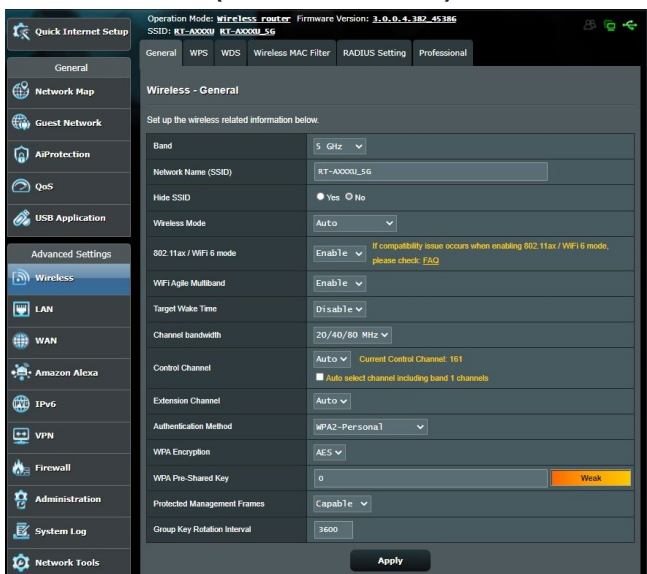 Quick Internet Setup
General
Network Map
Guest Network
AiProtection
QoS
USB Application
Advanced Settings
Wireless
LAN
WAN
Amazon Alexa
IPv6
VPN
Firewall
Administration
System Log
Network Tools
Operation Mode: Wireless router Firmware Version: 3.0.0.4.382_45386
SSID: RT-AXXXU RT-AXXXU_5G
General WPS WDS Wireless MAC Filter RADIUS Setting Professional
Wireless - General
Set up the wireless related information below.
Band 5 GHz
Network Name (SSID) RT-AXXXU_5G
Hide SSID Yes No
Wireless Mode Auto
802.11ax / WiFi 6 mode Enable If compatibility issue occurs when enabling 802.11ax / WiFi 6 mode,
please check: FAQ
WiFi Agile Multiband Enable
Target Wake Time Disable
Channel bandwidth 20/40/80 MHz
Control Channel Auto Current Control Channel: 161
Auto select channel including band 1 channels
Extension Channel Auto
Authentication Method WPA2-Personal
WPA Encryption AES
WPA Pre-Shared Key 0 Weak
Protected Management Frames Capable
Group Key Rotation Interval 3600
Apply